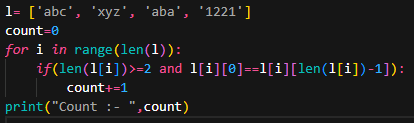 l= ['abc', 'xyz', 'aba', '1221']
count=0
for i in range(len(l)):
    if(len(l[i])>=2 and l[i][0]==l[i][len(l[i])-1]):
        count+=1
print("Count :- ",count)